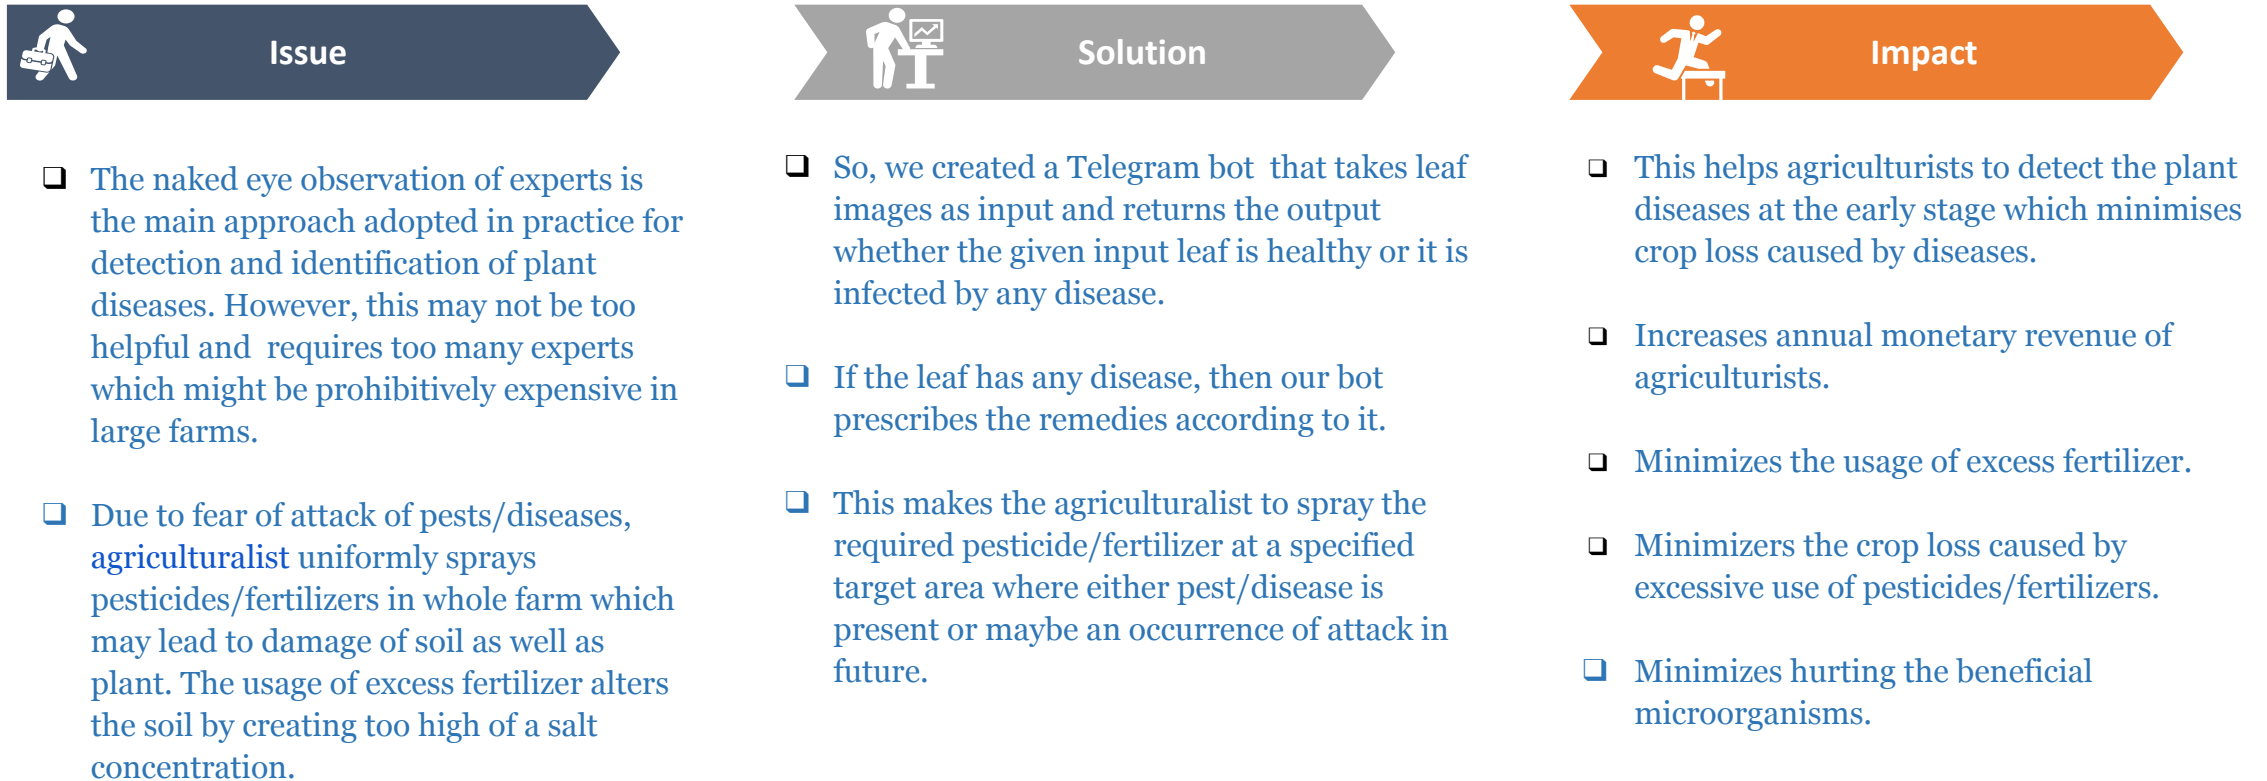 Issue
The naked eye observation of experts is
the main approach adopted in practice for
detection and identification of plant
diseases. However, this may not be too
helpful and  requires too many experts
which might be prohibitively expensive in
large farms.
Due to fear of attack of pests/diseases,
agriculturalist uniformly sprays
pesticides/fertilizers in whole farm which
may lead to damage of soil as well as
plant. The usage of excess fertilizer alters
the soil by creating too high of a salt
concentration.
Solution
So, we created a Telegram bot  that takes leaf
images as input and returns the output
whether the given input leaf is healthy or it is
infected by any disease.
If the leaf has any disease, then our bot
prescribes the remedies according to it.
This makes the agriculturalist to spray the
required pesticide/fertilizer at a specified
target area where either pest/disease is
present or maybe an occurrence of attack in
future.
Impact
This helps agriculturists to detect the plant
diseases at the early stage which minimises
crop loss caused by diseases.
Increases annual monetary revenue of
agriculturists.
Minimizes the usage of excess fertilizer.
Minimizers the crop loss caused by
excessive use of pesticides/fertilizers.
Minimizes hurting the beneficial
microorganisms.